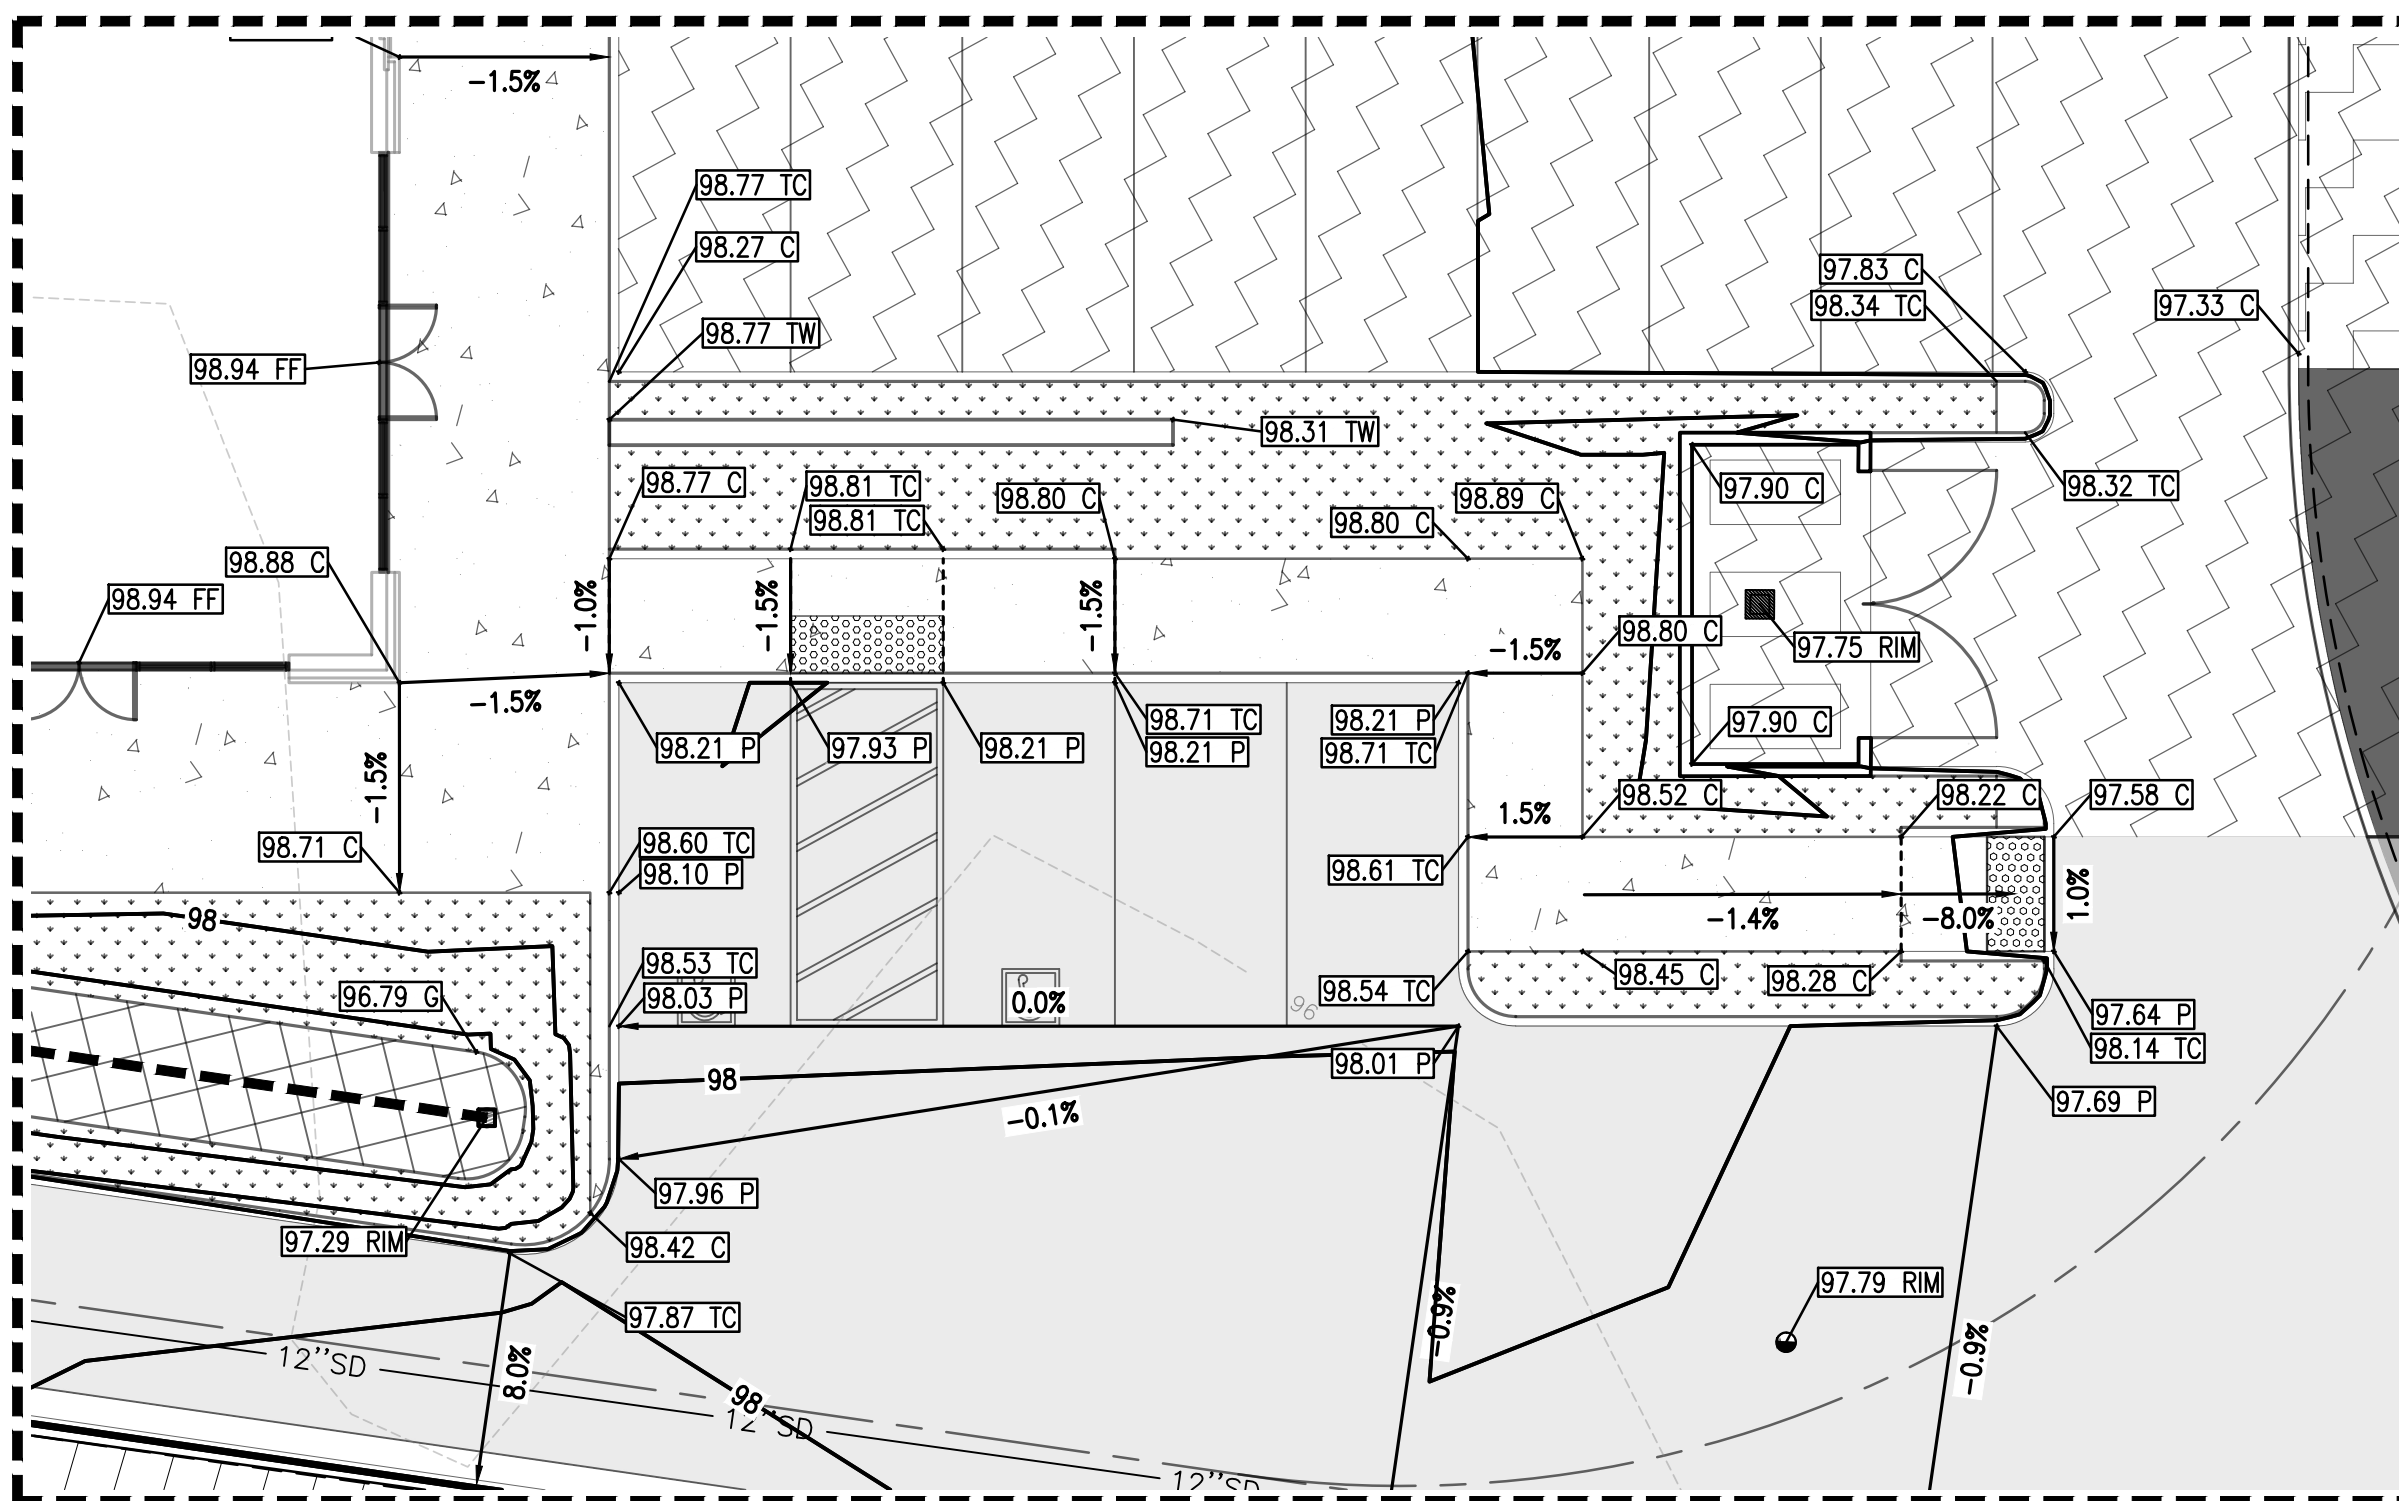 -1.5%
98.77 TC
98.27 C
97.83 C
98.34 TC
97.33 C
98.77 TW
98.94 FF
98.31 TW
98.77 C
98.81 TC
98.81 TC
98.80 C
98.89 C
98.80 C
97.90 C
98.32 TC
98.88 C
98.94 FF
-1.0%
-1.5%
-1.5%
-1.5%
98.80 C
97.75 RIM
-1.5%
98.21 P
97.93 P
98.21 P
98.71 TC
98.21 P
98.21 P
98.71 TC
97.90 C
-1.5%
98.52 C
98.22 C
97.58 C
1.5%
98.71 C
98.60 TC
98.10 P
98.61 TC
-1.4%
-8.0%
1.0%
98
98.53 TC
98.03 P
98.54 TC
98.45 C
98.28 C
96.79 G
0.0%
96
97.64 P
98.14 TC
98.01 P
98
-0.1%
97.69 P
97.96 P
97.29 RIM
98.42 C
97.87 TC
97.79 RIM
-0.9%
-0.9%
12''SD
8.0%
98
12''SD
12''SD